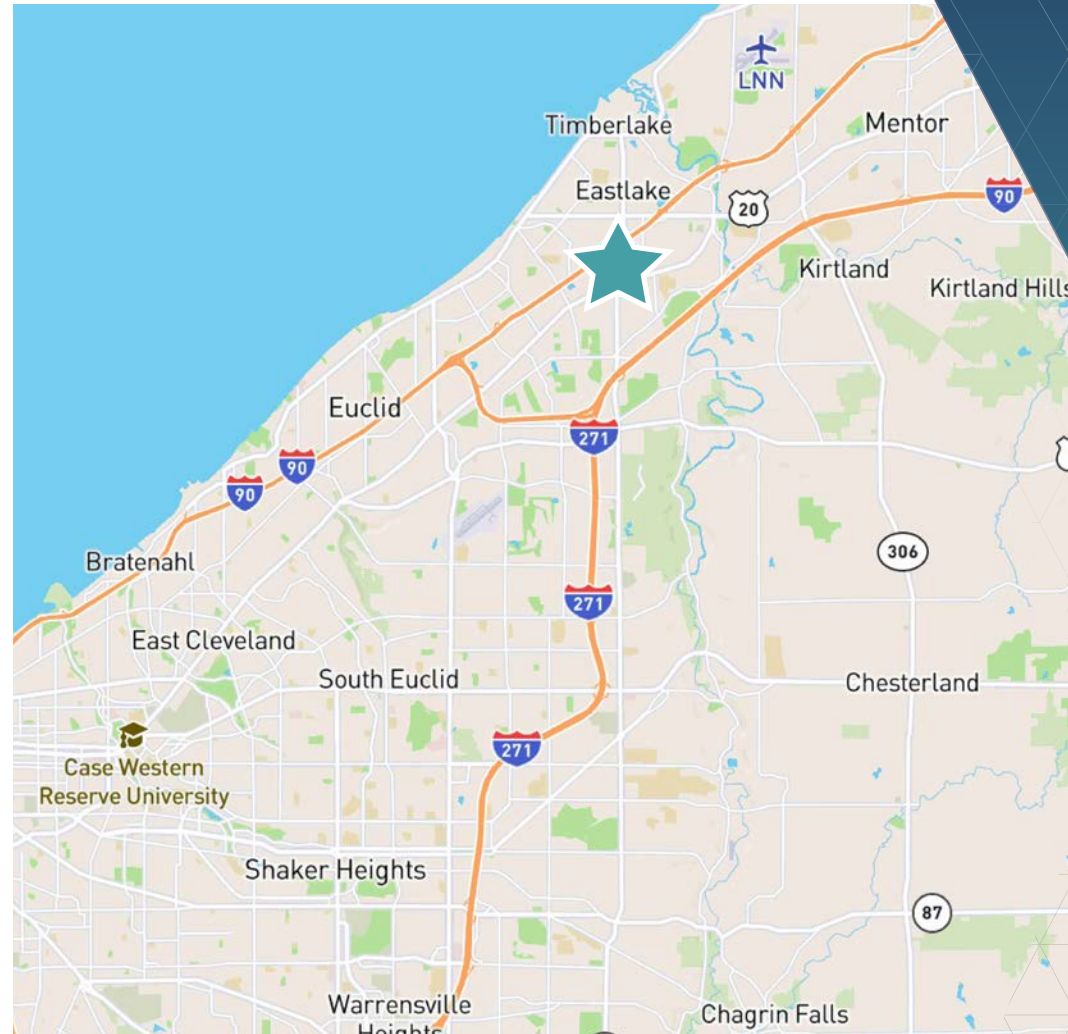 LNN
Timberlake
Mentor
Eastlake
20
90
Kirtland
Kirtland Hills
Euclid
271
90
90
306
Bratenahl
271
East Cleveland
South Euclid
Chesterland
271
Case Western
Reserve University
Shaker Heights
87
Warrensville
Heights
Chagrin Falls